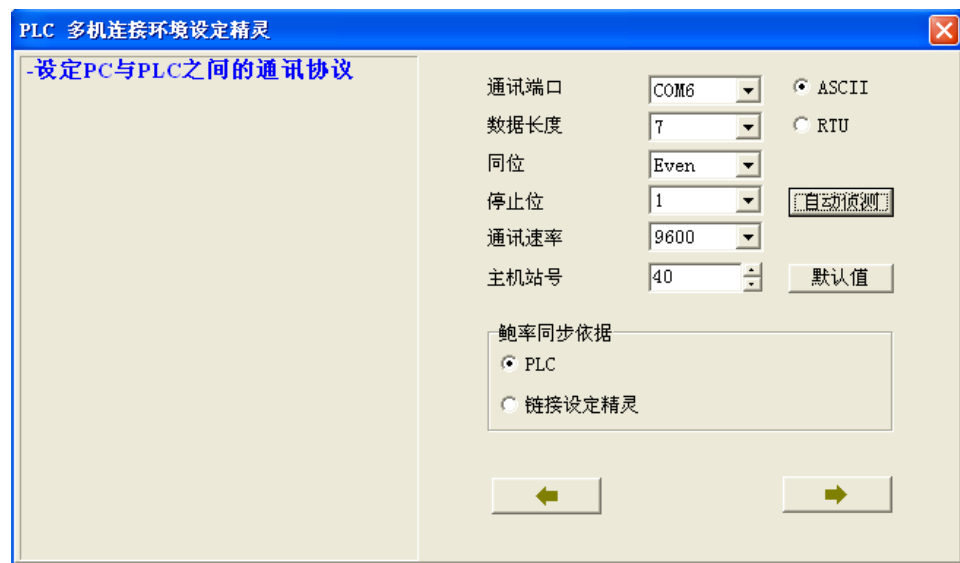 PLC 多机连接环境设定精灵
-设定PC与PLC之间的通讯协议
通讯端口 COM6 ASCII
数据长度 7 RTU
同位 Even
停止位 1 自动侦测
通讯速率 9600
主机站号 40 默认值
鲍率同步依据
PLC
链接设定精灵